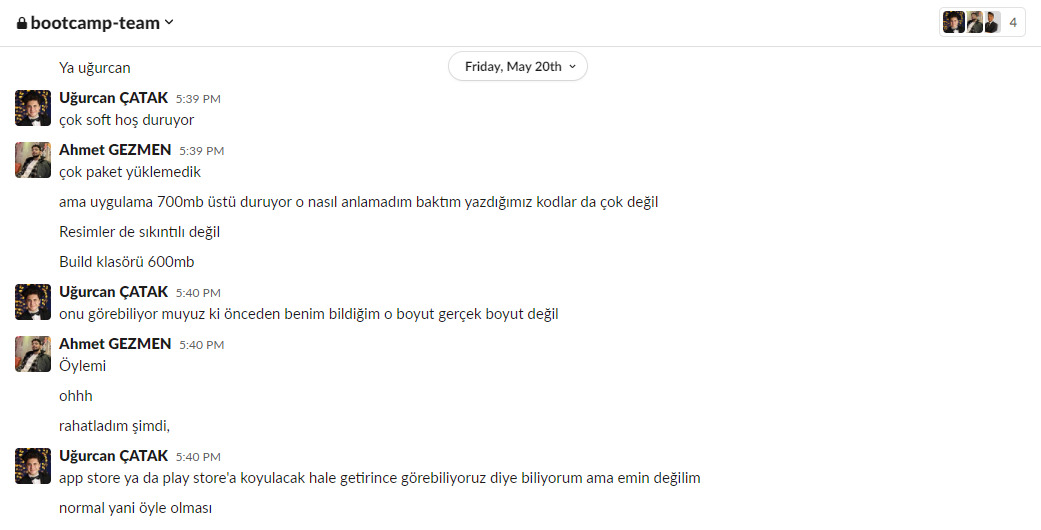 bootcamp-team
4
Friday, May 20th
Ya uğurcan
Uğurcan ÇATAK 5:39 PM
çok soft hoş duruyor
Ahmet GEZMEN 5:39 PM
çok paket yüklemedik
ama uygulama 700mb üstü duruyor o nasıl anlamadım baktım yazdığımız kodlar da çok değil
Resimler de sıkıntılı değil
Build klasörü 600mb
Uğurcan ÇATAK 5:40 PM
onu görebiliyor muyuz ki önceden benim bildiğim o boyut gerçek boyut değil
Ahmet GEZMEN 5:40 PM
Öylemi
ohhh
rahatladım şimdi,
Uğurcan ÇATAK 5:40 PM
app store ya da play store'a koyulacak hale getirince görebiliyoruz diye biliyorum ama emin değilim
normal yani öyle olması